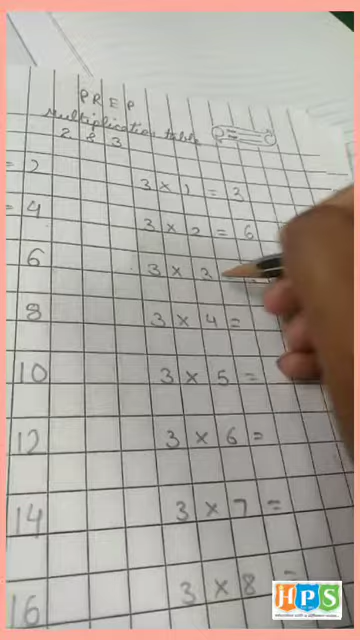 PREP
Multiplication table
2 & 3
= 2 3 x 1 = 3
= 4 3 x 2 = 6
6 3 x 3
8 3 x 4 =
10 3 x 5 =
12 3 x 6 =
14 3 x 7 =
16 3 x 8 =
HPS